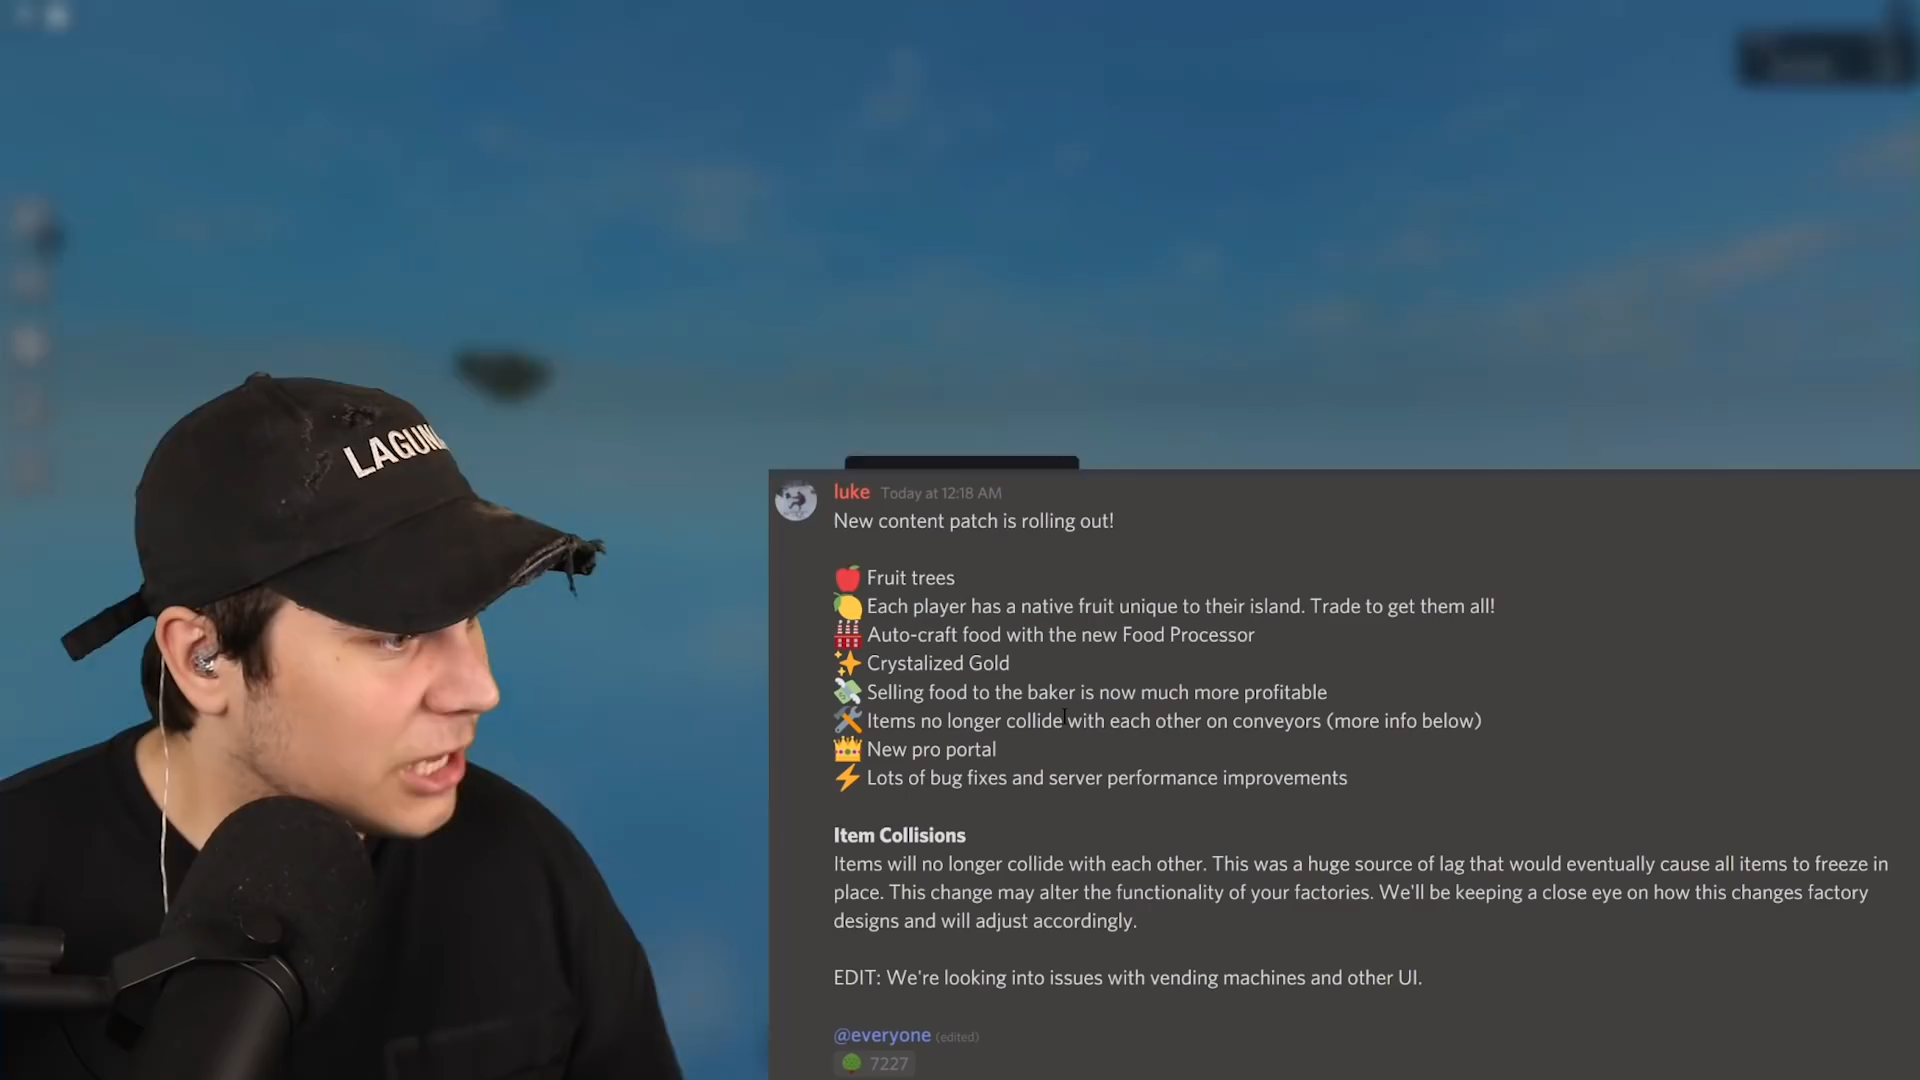 LAGUNA
luke Today at 12:18 AM
New content patch is rolling out!
Fruit trees
Each player has a native fruit unique to their island. Trade to get them all!
Auto-craft food with the new Food Processor
Crystalized Gold
Selling food to the baker is now much more profitable
Items no longer collide with each other on conveyors (more info below)
New pro portal
Lots of bug fixes and server performance improvements
Item Collisions
Items will no longer collide with each other. This was a huge source of lag that would eventually cause all items to freeze in
place. This change may alter the functionality of your factories. We'll be keeping a close eye on how this changes factory
designs and will adjust accordingly.
EDIT: We're looking into issues with vending machines and other UI.
@everyone (edited)
7227